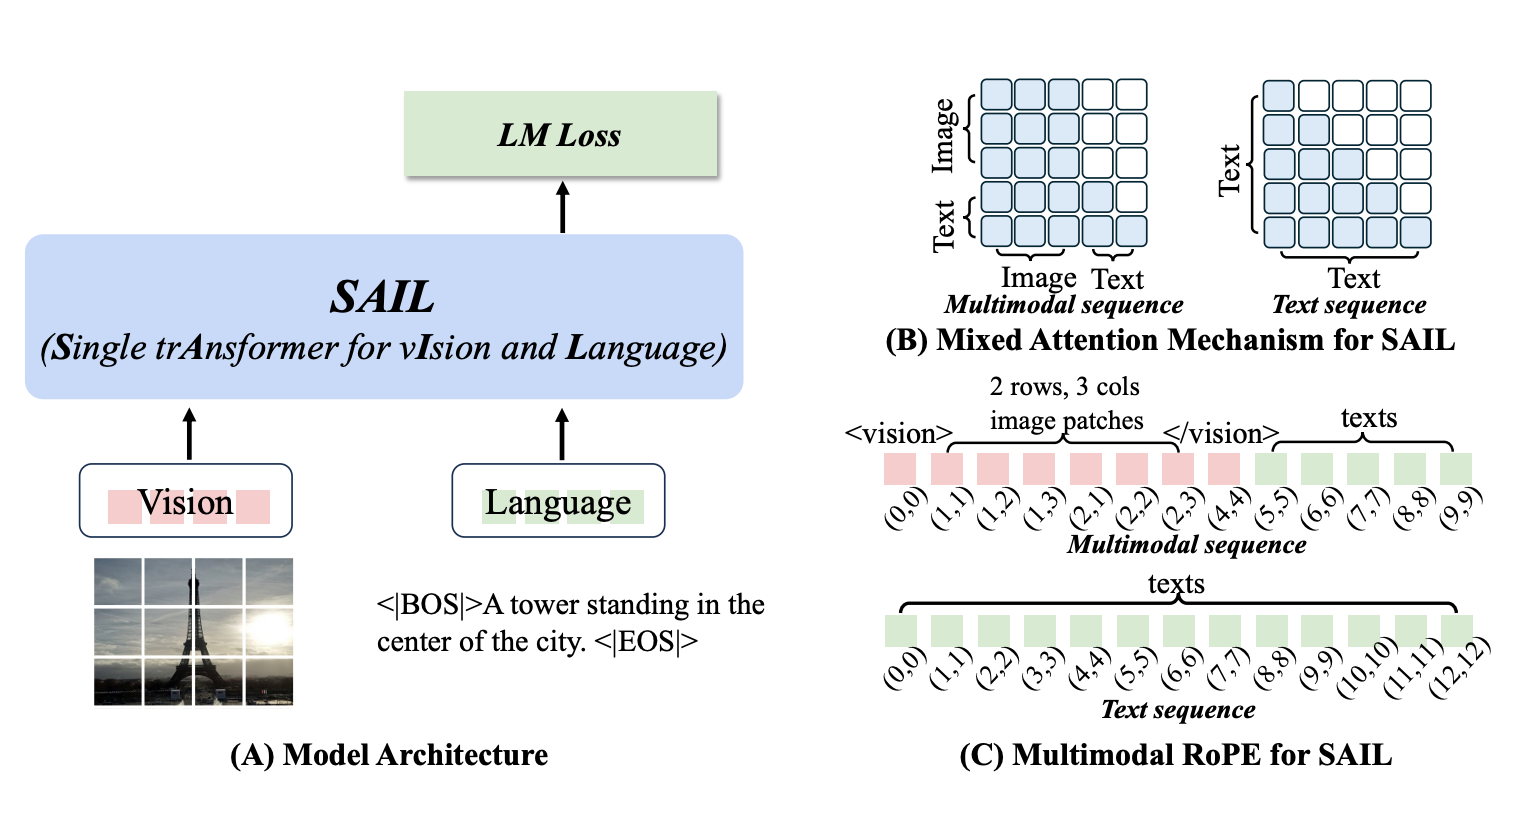 LM Loss
SAIL
(Single trAnsformer for vIsion and Language)
Vision
Language
<|BOS|>A tower standing in the
center of the city. <|EOS|>
(A) Model Architecture
Image
Text
Image Text
Multimodal sequence
Text
Text
Text sequence
(B) Mixed Attention Mechanism for SAIL
2 rows, 3 cols
image patches
<vision>
</vision>
texts
(0,0) (1,1) (1,2) (1,3) (2,1) (2,2) (2,3) (4,4) (5,5) (6,6) (7,7) (8,8) (9,9)
Multimodal sequence
texts
(0,0) (1,1) (2,2) (3,3) (4,4) (5,5) (6,6) (7,7) (8,8) (9,9) (10,10) (11,11) (12,12)
Text sequence
(C) Multimodal RoPE for SAIL